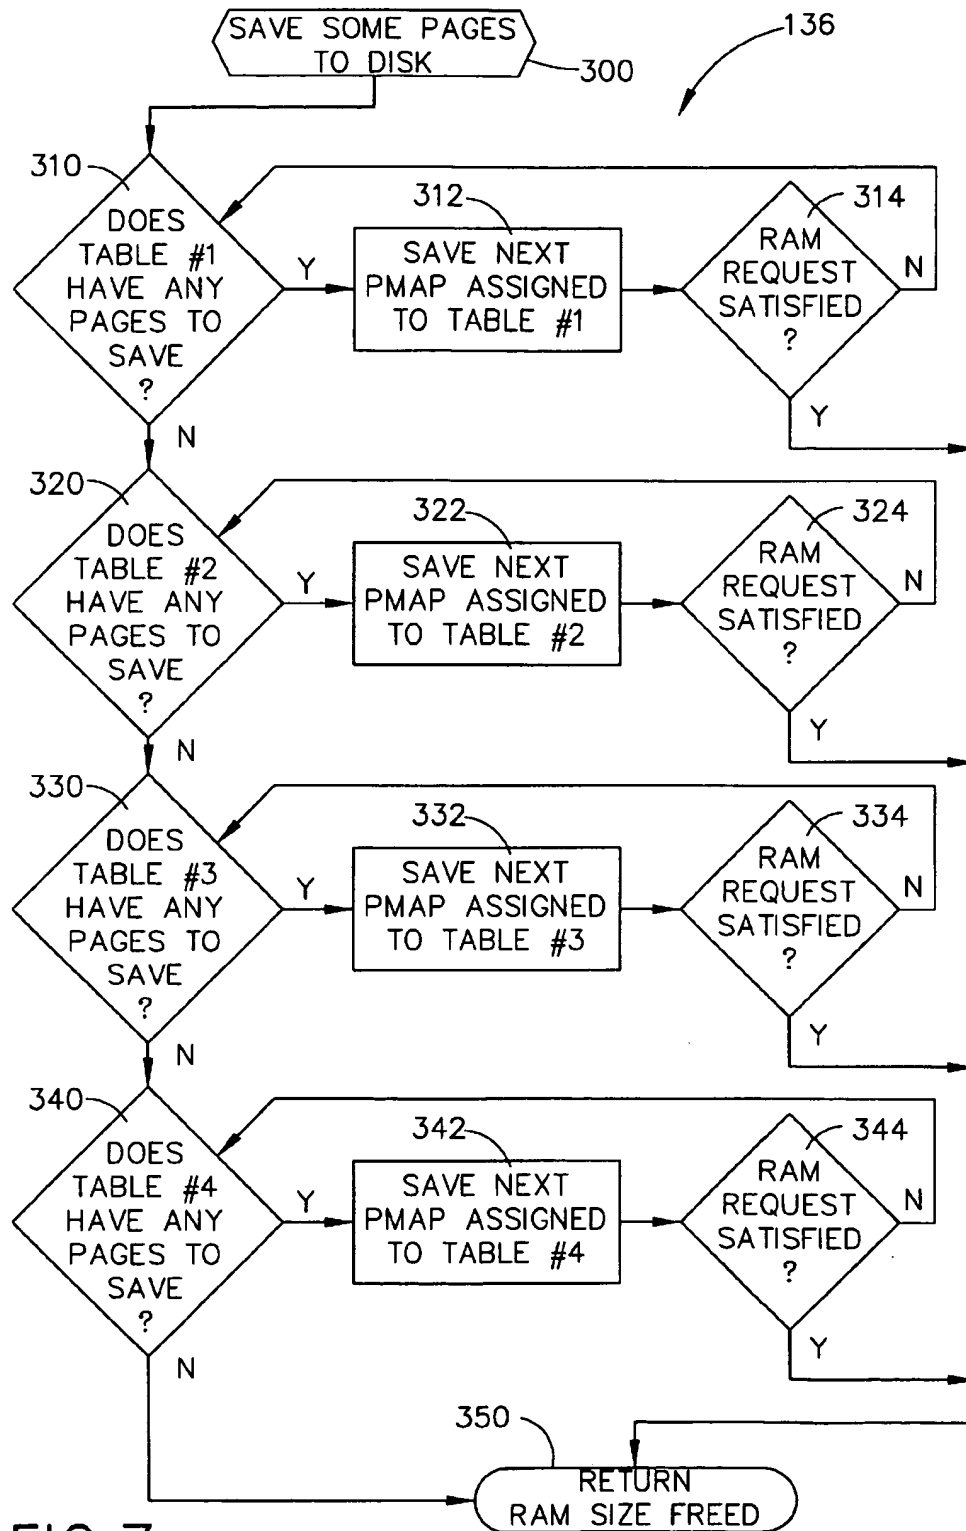 SAVE SOME PAGES
TO DISK
300
136
310
DOES
TABLE #1
HAVE ANY
PAGES TO
SAVE
?
Y
N
312
SAVE NEXT
PMAP ASSIGNED
TO TABLE #1
314
RAM
REQUEST
SATISFIED
?
N
Y
320
DOES
TABLE #2
HAVE ANY
PAGES TO
SAVE
?
Y
N
322
SAVE NEXT
PMAP ASSIGNED
TO TABLE #2
324
RAM
REQUEST
SATISFIED
?
N
Y
330
DOES
TABLE #3
HAVE ANY
PAGES TO
SAVE
?
Y
N
332
SAVE NEXT
PMAP ASSIGNED
TO TABLE #3
334
RAM
REQUEST
SATISFIED
?
N
Y
340
DOES
TABLE #4
HAVE ANY
PAGES TO
SAVE
?
Y
N
342
SAVE NEXT
PMAP ASSIGNED
TO TABLE #4
344
RAM
REQUEST
SATISFIED
?
N
Y
350
RETURN
RAM SIZE FREED